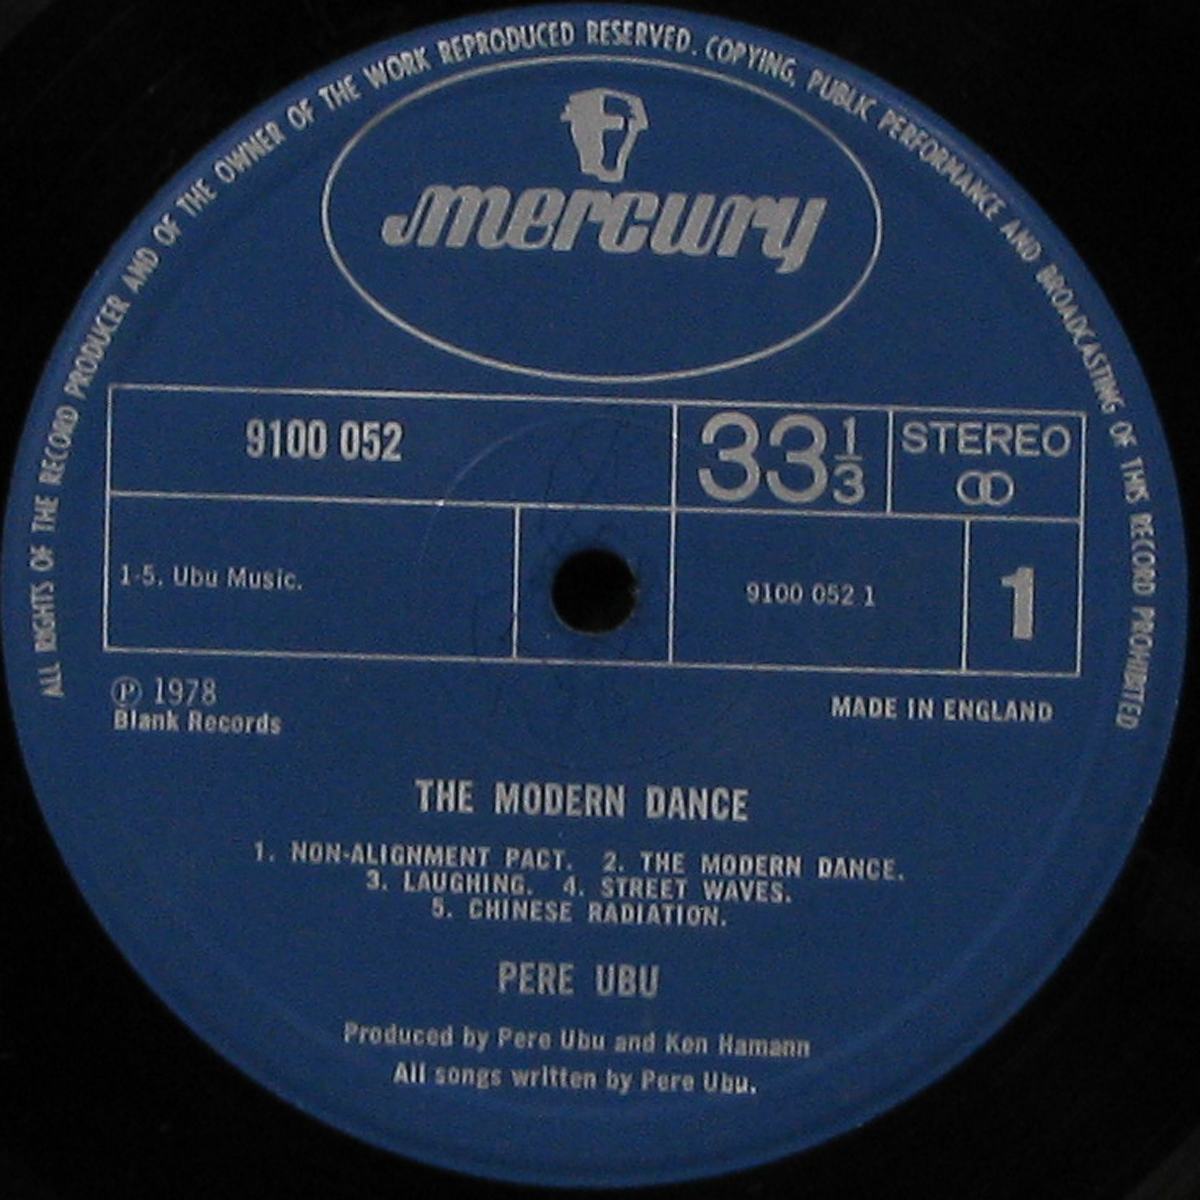 ALL RIGHTS OF THE RECORD PRODUCER AND OF THE OWNER OF THE WORK REPRODUCED RESERVED. COPYING, PUBLIC PERFORMANCE AND BROADCASTING OF THIS RECORD PROHIBITED
mercury
9100 052
33 1/3
STEREO
1-5. Ubu Music.
9100 052 1
1
Ⓟ 1978
Blank Records
MADE IN ENGLAND
THE MODERN DANCE
1. NON-ALIGNMENT PACT. 2. THE MODERN DANCE.
3. LAUGHING. 4. STREET WAVES.
5. CHINESE RADIATION.
PERE UBU
Produced by Pere Ubu and Ken Hamann
All songs written by Pere Ubu.